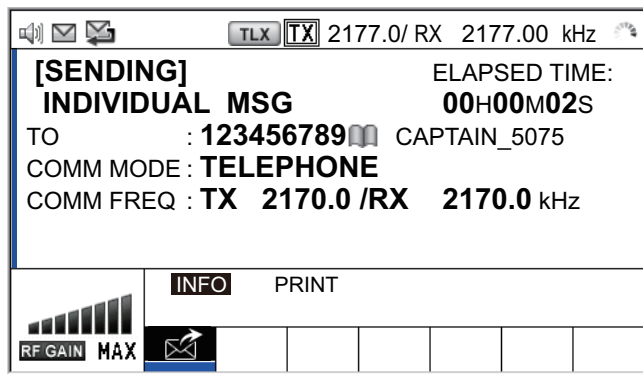 TLX TX 2177.0/ RX 2177.00 kHz
[SENDING] ELAPSED TIME:
INDIVIDUAL MSG 00H00M02S
TO : 123456789 CAPTAIN_5075
COMM MODE : TELEPHONE
COMM FREQ : TX 2170.0 /RX 2170.0 kHz
INFO PRINT
RF GAIN MAX